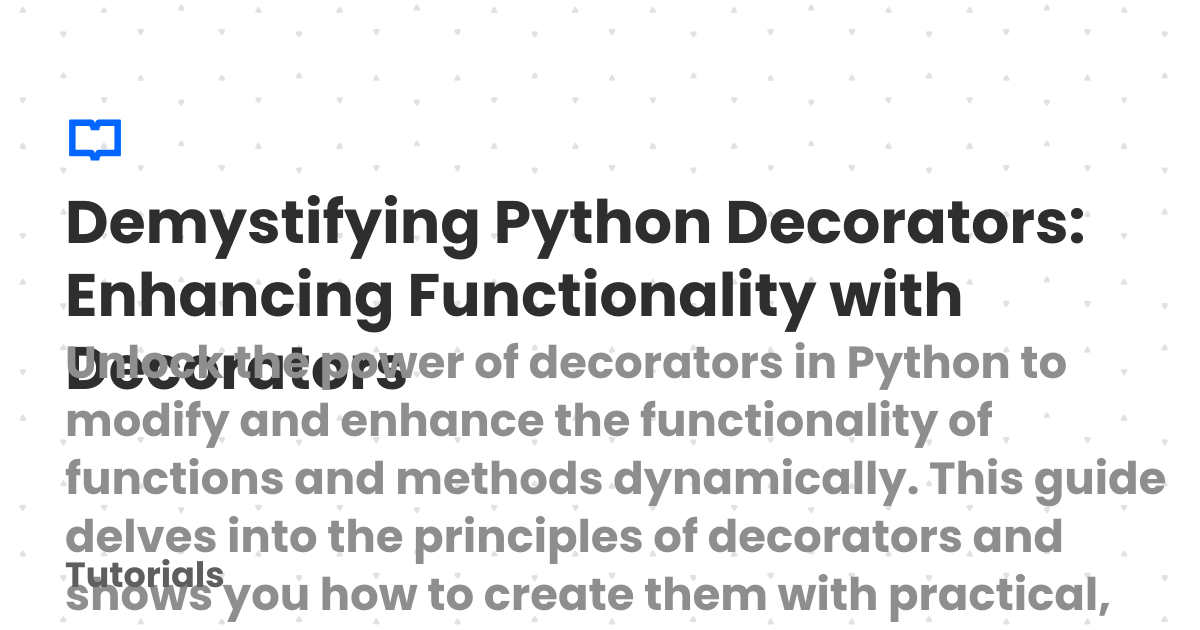 Demystifying Python Decorators:
Enhancing Functionality with
Decorators
Unlock the power of decorators in Python to
modify and enhance the functionality of
functions and methods dynamically. This guide
delves into the principles of decorators and
Tutorials
shows you how to create them with practical,